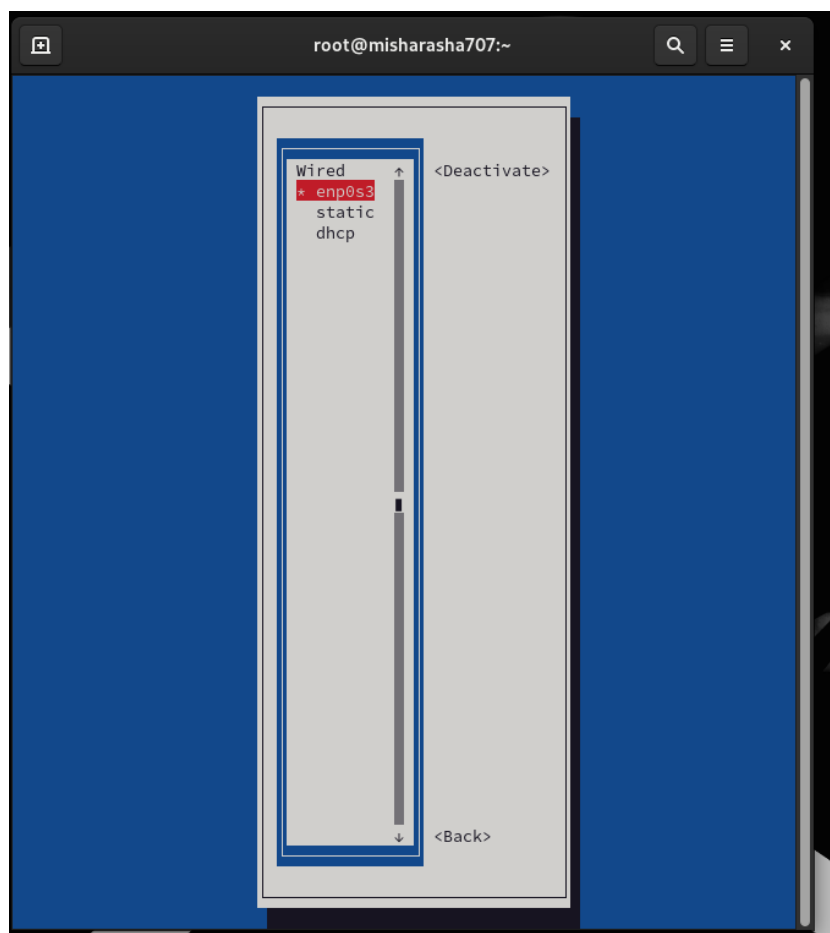 root@misharasha707:~
Wired <Deactivate>
* enp0s3
static
dhcp
<Back>